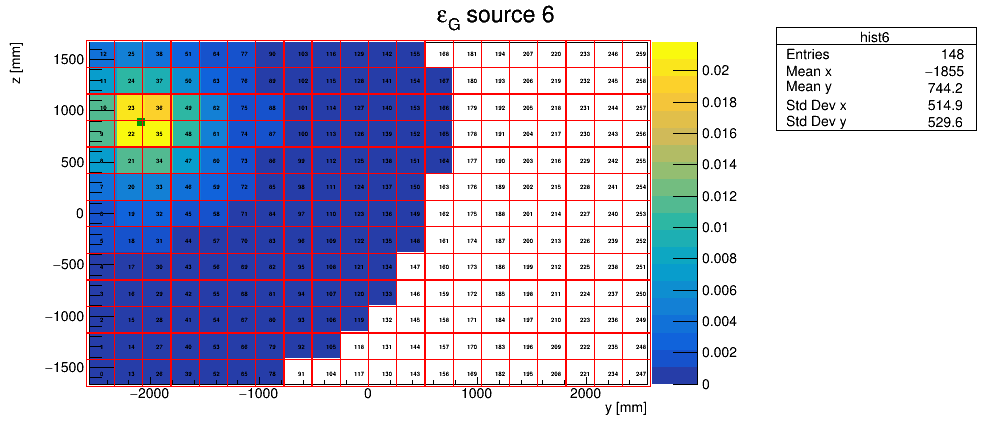 ε_G source 6
z [mm]
1500
1000
500
0
−500
−1000
−1500
12 25 38 51 64 77 90 103 116 129 142 155 168 181 194 207 220 233 246 259
11 24 37 50 63 76 89 102 115 128 141 154 167 180 193 206 219 232 245 258
10 23 36 49 62 75 88 101 114 127 140 153 166 179 192 205 218 231 244 257
9 22 35 48 61 74 87 100 113 126 139 152 165 178 191 204 217 230 243 256
8 21 34 47 60 73 86 99 112 125 138 151 164 177 190 203 216 229 242 255
7 20 33 46 59 72 85 98 111 124 137 150 163 176 189 202 215 228 241 254
6 19 32 45 58 71 84 97 110 123 136 149 162 175 188 201 214 227 240 253
5 18 31 44 57 70 83 96 109 122 135 148 161 174 187 200 213 226 239 252
4 17 30 43 56 69 82 95 108 121 134 147 160 173 186 199 212 225 238 251
3 16 29 42 55 68 81 94 107 120 133 146 159 172 185 198 211 224 237 250
2 15 28 41 54 67 80 93 106 119 132 145 158 171 184 197 210 223 236 249
1 14 27 40 53 66 79 92 105 118 131 144 157 170 183 196 209 222 235 248
0 13 26 39 52 65 78 91 104 117 130 143 156 169 182 195 208 221 234 247
−2000 −1000 0 1000 2000
y [mm]
0.02
0.018
0.016
0.014
0.012
0.01
0.008
0.006
0.004
0.002
0
hist6
Entries 148
Mean x −1855
Mean y 744.2
Std Dev x 514.9
Std Dev y 529.6